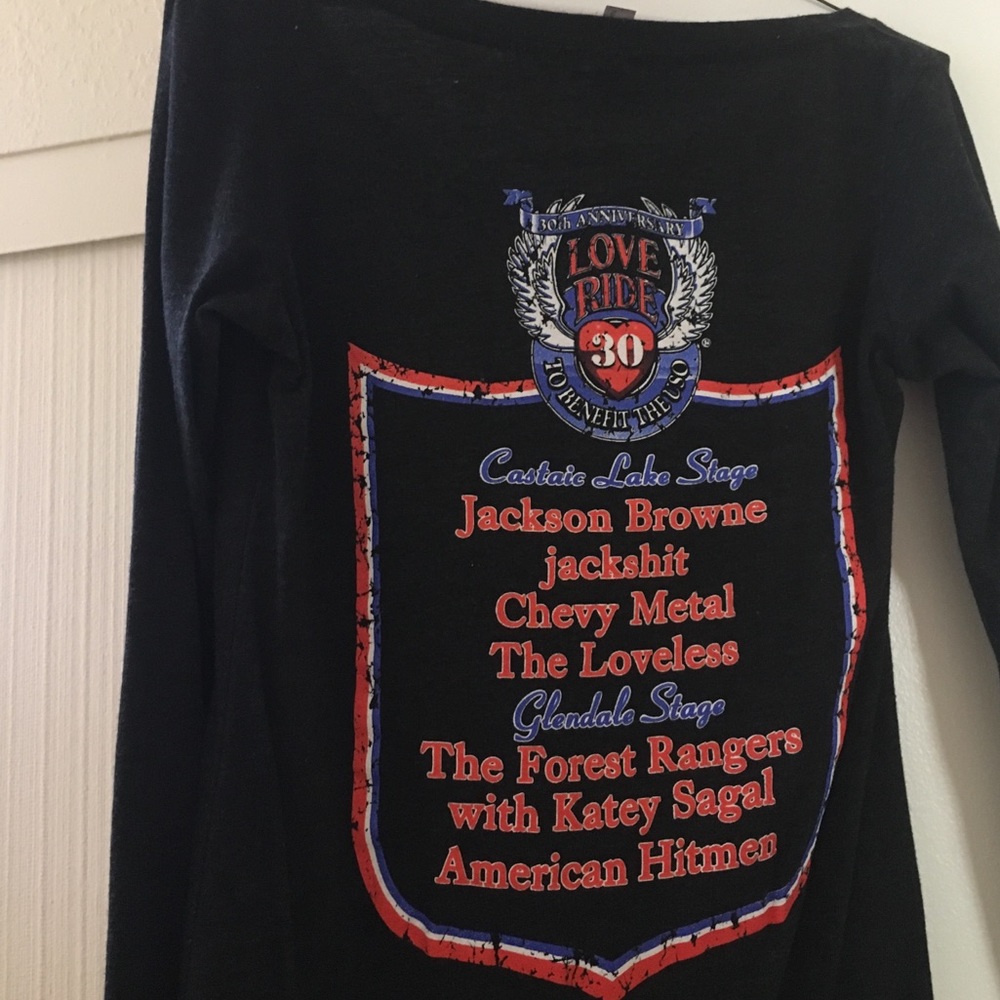 30th ANNIVERSARY
LOVE
RIDE
30
TO BENEFIT THE USO
Castaic Lake Stage
Jackson Browne
jackshit
Chevy Metal
The Loveless
Glendale Stage
The Forest Rangers
with Katey Sagal
American Hitmen